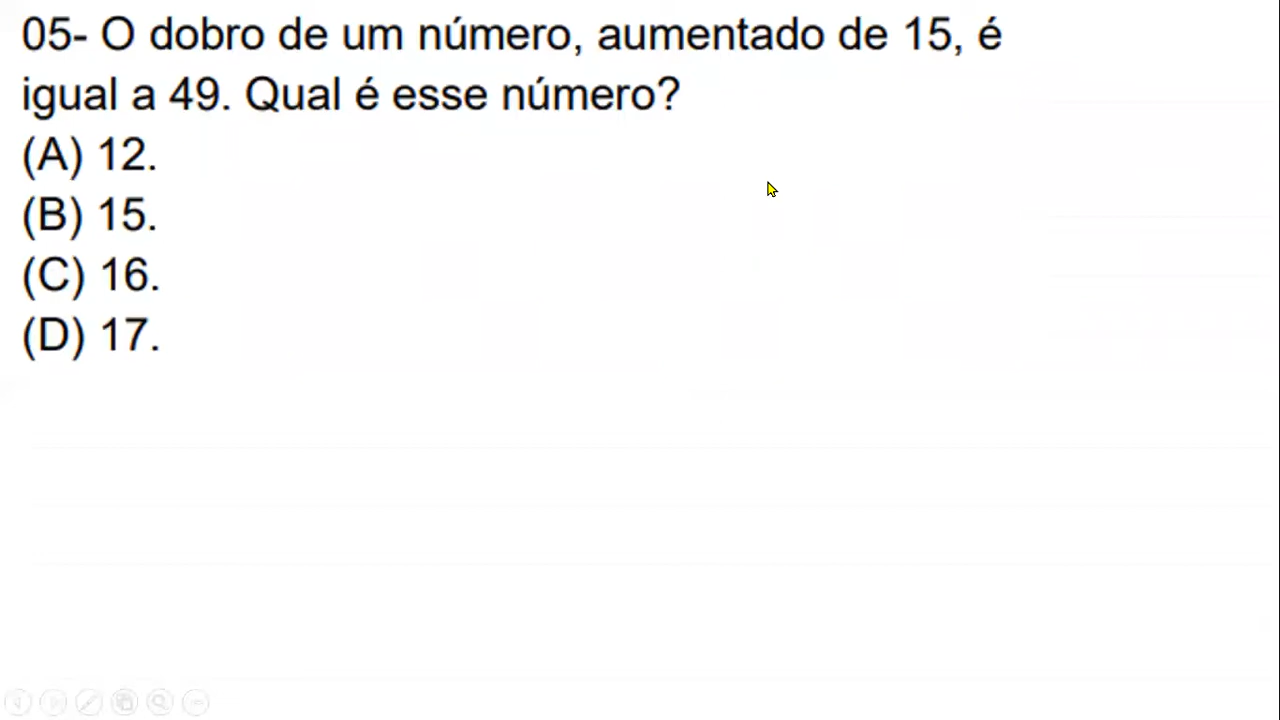 05- O dobro de um número, aumentado de 15, é
igual a 49. Qual é esse número?
(A) 12.
(B) 15.
(C) 16.
(D) 17.